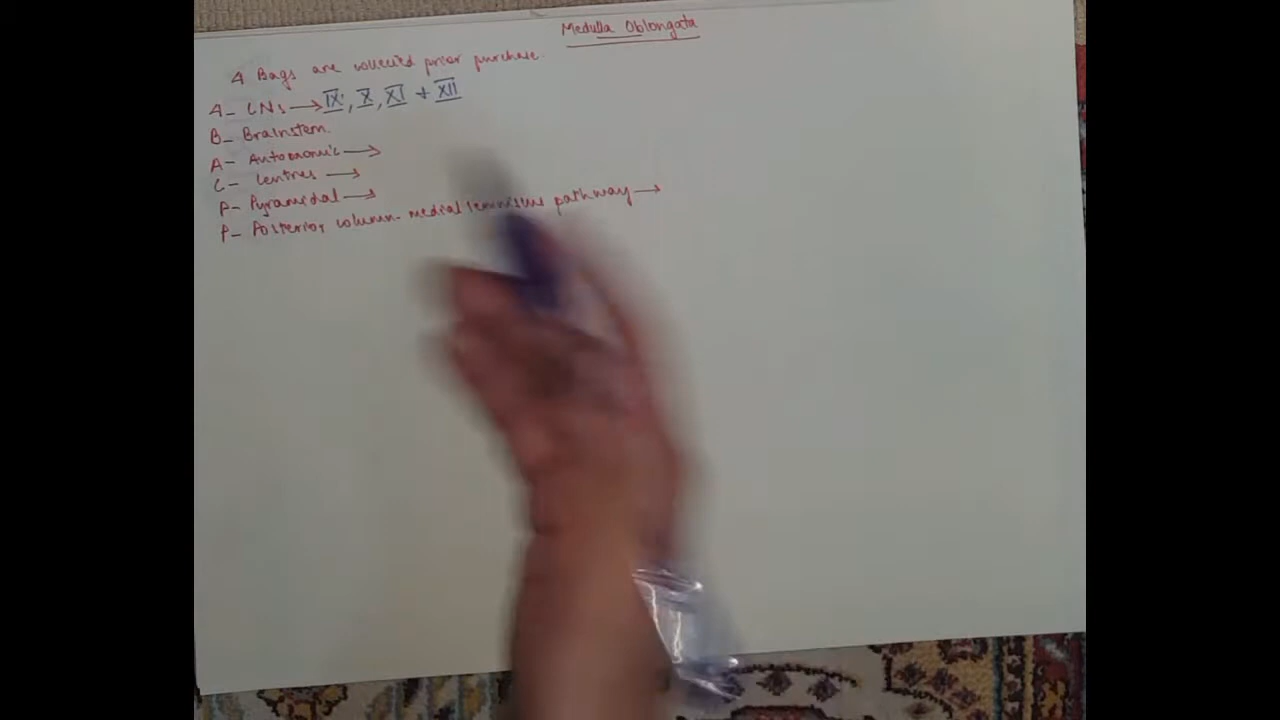 Medulla Oblongata
4 Bags are collected prior purchase.
4- CNs → IX, X, XI + XII
B- Brainstem.
A- Autonomic →
C- Centres →
P- Pyramidal →
P- Posterior column- medial lemniscus pathway →